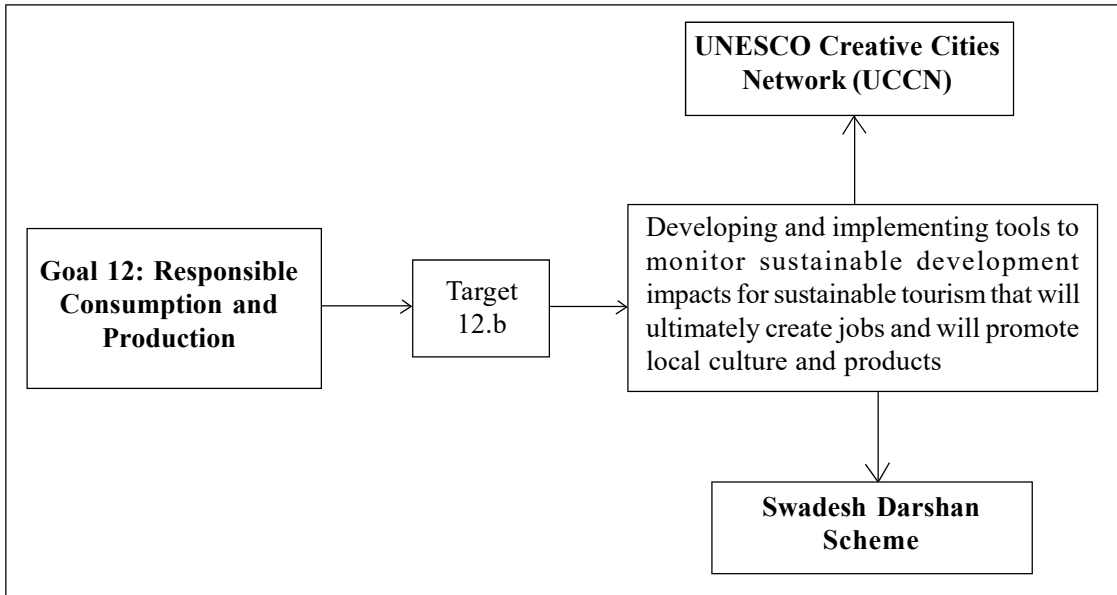 UNESCO Creative Cities
Network (UCCN)
Goal 12: Responsible
Consumption and
Production
Target
12.b
Developing and implementing tools to
monitor sustainable development
impacts for sustainable tourism that will
ultimately create jobs and will promote
local culture and products
Swadesh Darshan
Scheme